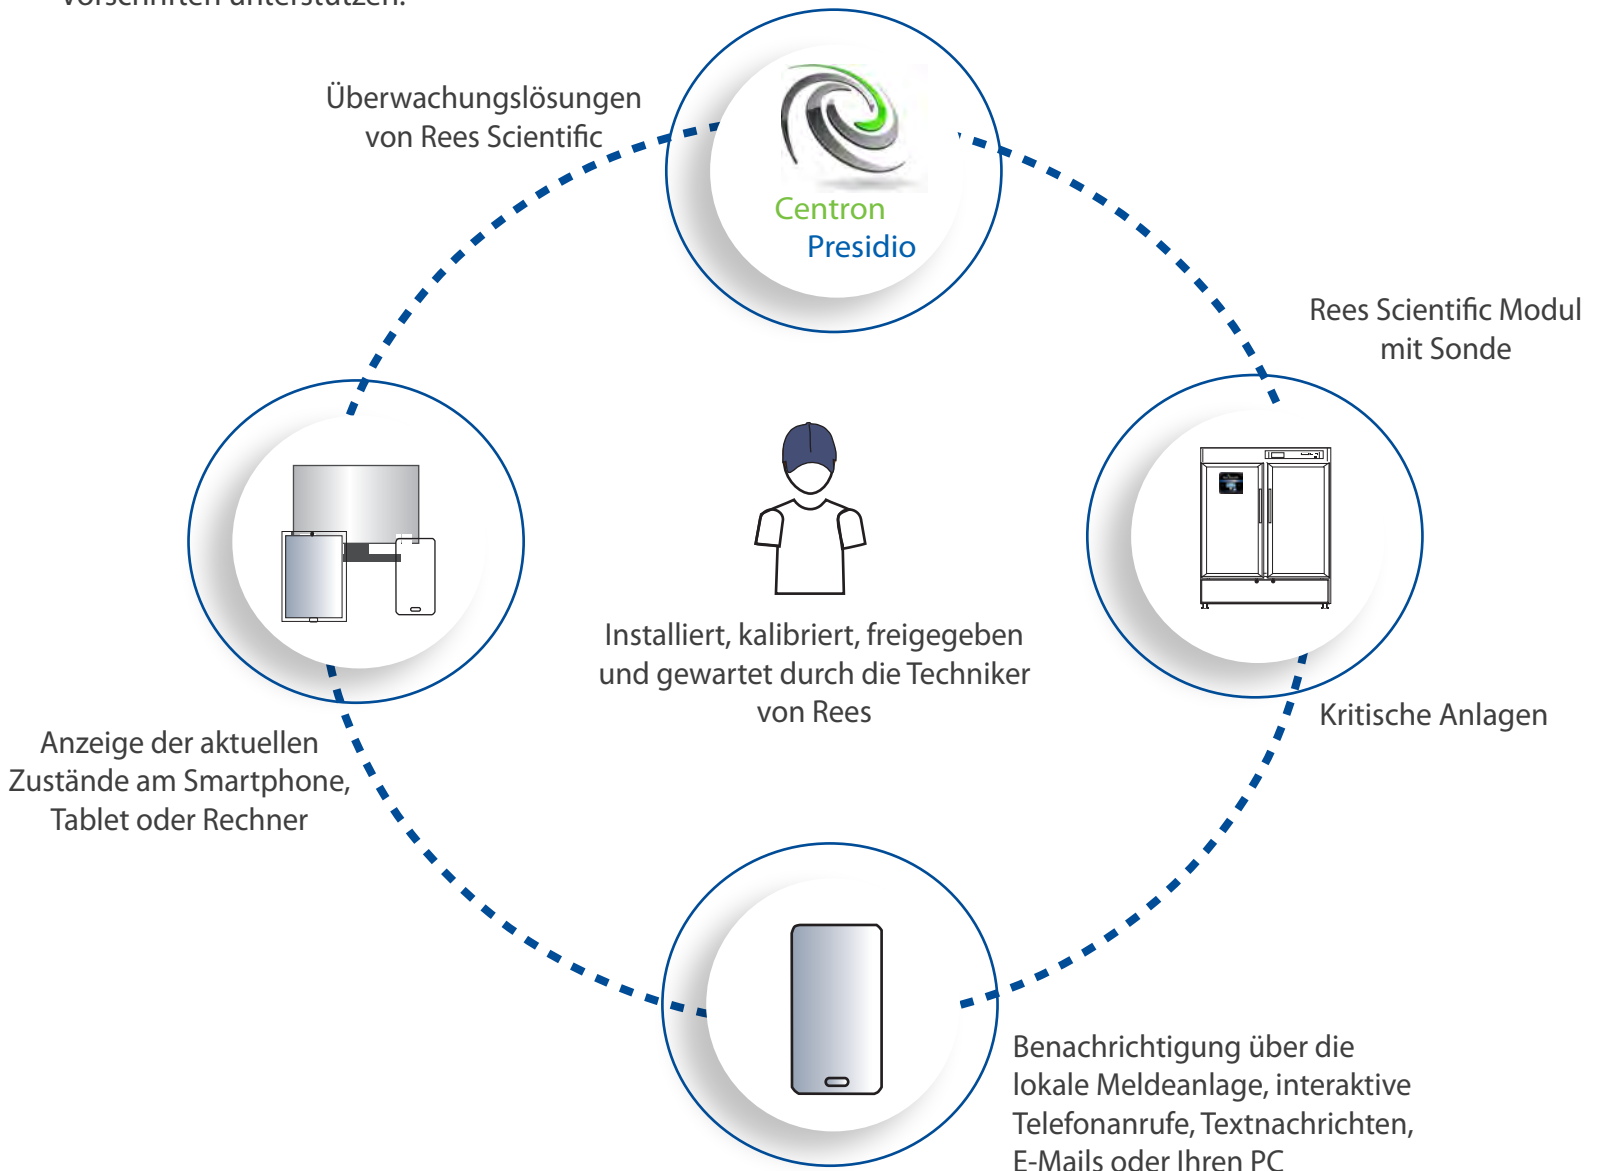 Vorschriften unterstützen.
Überwachungslösungen
von Rees Scientific
Centron
Presidio
Rees Scientific Modul
mit Sonde
Installiert, kalibriert, freigegeben
und gewartet durch die Techniker
von Rees
Kritische Anlagen
Anzeige der aktuellen
Zustände am Smartphone,
Tablet oder Rechner
Benachrichtigung über die
lokale Meldeanlage, interaktive
Telefonanrufe, Textnachrichten,
E-Mails oder Ihren PC